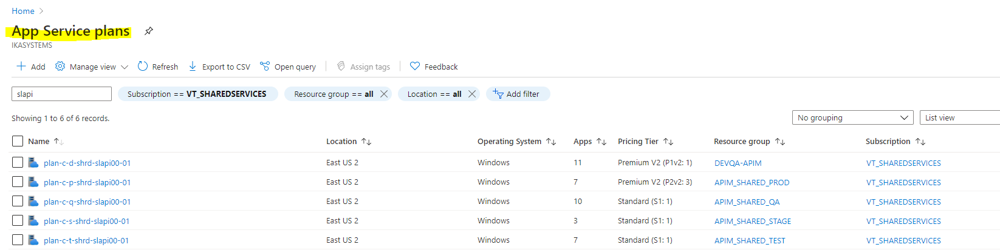 Home >
App Service plans
IKASYSTEMS
+ Add Manage view Refresh Export to CSV Open query Assign tags Feedback
slapi Subscription == VT_SHAREDSERVICES Resource group == all Location == all Add filter
Showing 1 to 6 of 6 records. No grouping List view
Name Location Operating System Apps Pricing Tier Resource group Subscription
plan-c-d-shrd-slapi00-01 East US 2 Windows 11 Premium V2 (P1v2: 1) DEVQA-APIM VT_SHAREDSERVICES
plan-c-p-shrd-slapi00-01 East US 2 Windows 7 Premium V2 (P2v2: 3) APIM_SHARED_PROD VT_SHAREDSERVICES
plan-c-q-shrd-slapi00-01 East US 2 Windows 10 Standard (S1: 1) APIM_SHARED_QA VT_SHAREDSERVICES
plan-c-s-shrd-slapi00-01 East US 2 Windows 3 Standard (S1: 1) APIM_SHARED_STAGE VT_SHAREDSERVICES
plan-c-t-shrd-slapi00-01 East US 2 Windows 7 Standard (S1: 1) APIM_SHARED_TEST VT_SHAREDSERVICES